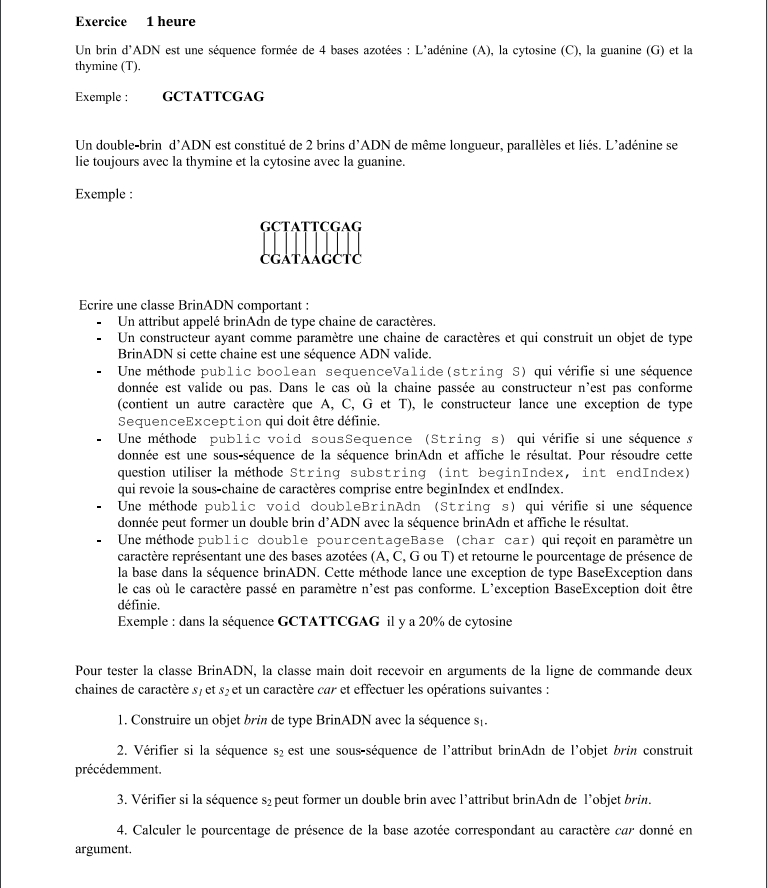 Exercice 1 heure
Un brin d’ADN est une séquence formée de 4 bases azotées : L’adénine (A), la cytosine (C), la guanine (G) et la
thymine (T).
Exemple : GCTATTCGAG
Un double-brin d’ADN est constitué de 2 brins d’ADN de même longueur, parallèles et liés. L’adénine se
lie toujours avec la thymine et la cytosine avec la guanine.
Exemple :
GCTATTCGAG
CGATAAGCTC
Ecrire une classe BrinADN comportant :
- Un attribut appelé brinAdn de type chaine de caractères.
- Un constructeur ayant comme paramètre une chaine de caractères et qui construit un objet de type
BrinADN si cette chaine est une séquence ADN valide.
- Une méthode public boolean sequenceValide(string S) qui vérifie si une séquence
donnée est valide ou pas. Dans le cas où la chaine passée au constructeur n’est pas conforme
(contient un autre caractère que A, C, G et T), le constructeur lance une exception de type
SequenceException qui doit être définie.
- Une méthode public void sousSequence (String s) qui vérifie si une séquence s
donnée est une sous-séquence de la séquence brinAdn et affiche le résultat. Pour résoudre cette
question utiliser la méthode String substring (int beginIndex, int endIndex)
qui revoie la sous-chaine de caractères comprise entre beginIndex et endIndex.
- Une méthode public void doubleBrinAdn (String s) qui vérifie si une séquence
donnée peut former un double brin d’ADN avec la séquence brinAdn et affiche le résultat.
- Une méthode public double pourcentageBase (char car) qui reçoit en paramètre un
caractère représentant une des bases azotées (A, C, G ou T) et retourne le pourcentage de présence de
la base dans la séquence brinADN. Cette méthode lance une exception de type BaseException dans
le cas où le caractère passé en paramètre n’est pas conforme. L’exception BaseException doit être
définie.
Exemple : dans la séquence GCTATTCGAG il y a 20% de cytosine
Pour tester la classe BrinADN, la classe main doit recevoir en arguments de la ligne de commande deux
chaines de caractère s1 et s2 et un caractère car et effectuer les opérations suivantes :
1. Construire un objet brin de type BrinADN avec la séquence s1.
2. Vérifier si la séquence s2 est une sous-séquence de l’attribut brinAdn de l’objet brin construit
précédemment.
3. Vérifier si la séquence s2 peut former un double brin avec l’attribut brinAdn de l’objet brin.
4. Calculer le pourcentage de présence de la base azotée correspondant au caractère car donné en
argument.